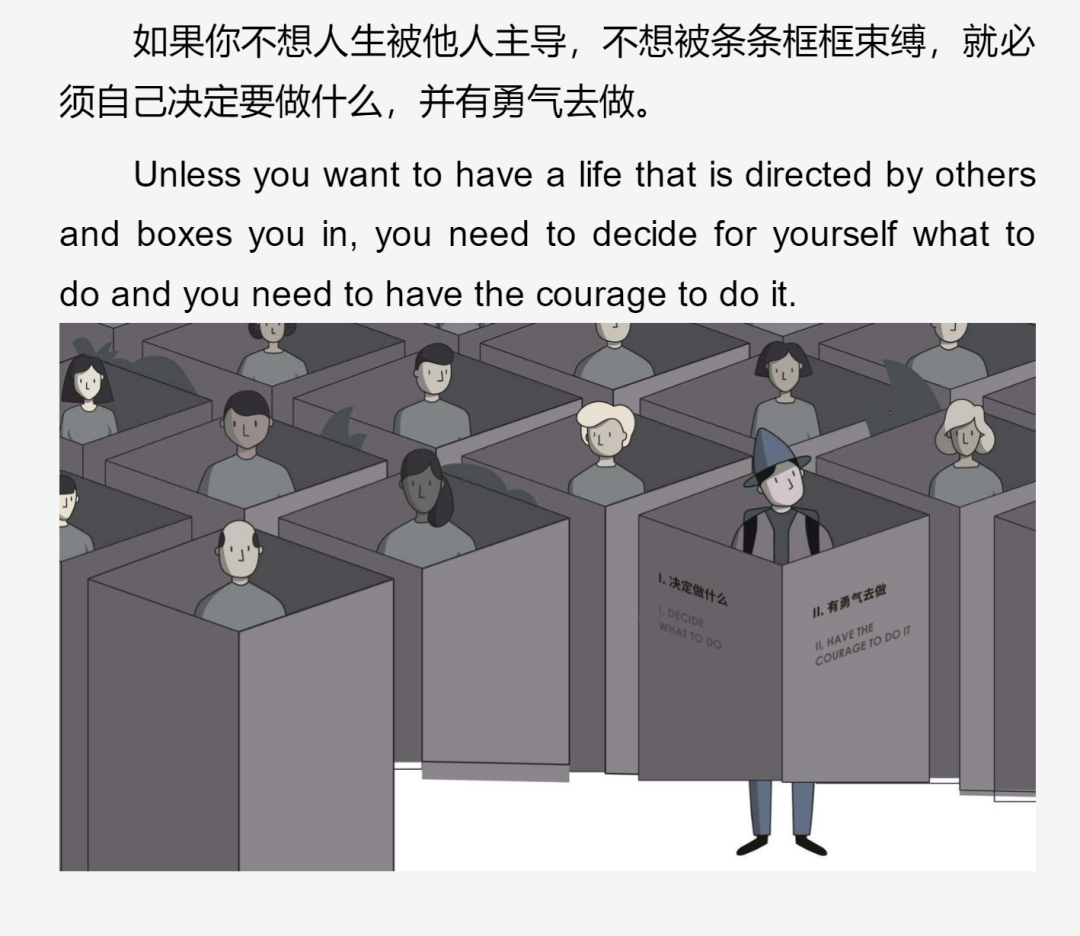 如果你不想人生被他人主导，不想被条条框框束缚，就必
须自己决定要做什么，并有勇气去做。
Unless you want to have a life that is directed by others
and boxes you in, you need to decide for yourself what to
do and you need to have the courage to do it.
I. 决定做什么
I. DECIDE
WHAT TO DO
II. 有勇气去做
II. HAVE THE
COURAGE TO DO IT